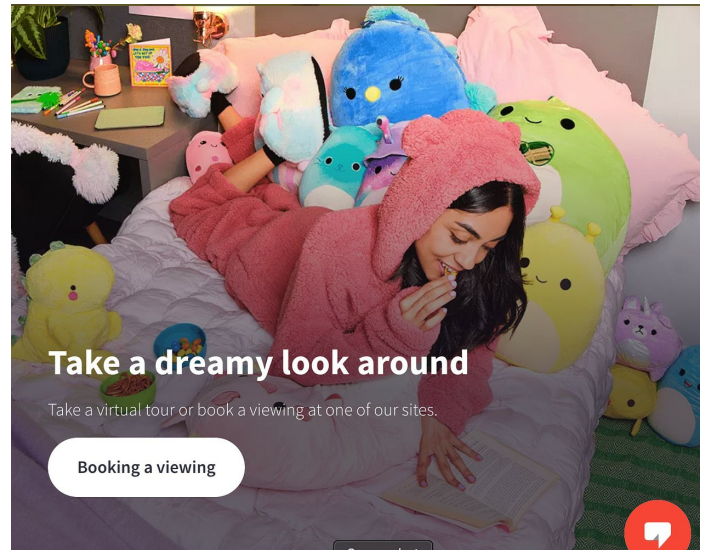 Take a dreamy look around
Take a virtual tour or book a viewing at one of our sites.
Booking a viewing